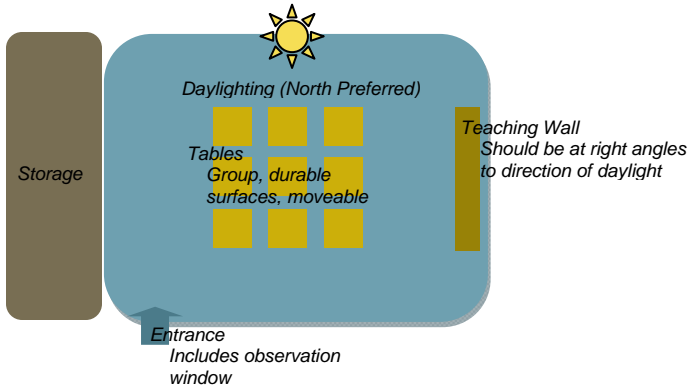 Daylighting (North Preferred)
Teaching Wall
Should be at right angles
to direction of daylight
Tables
Group, durable
surfaces, moveable
Storage
Entrance
Includes observation
window